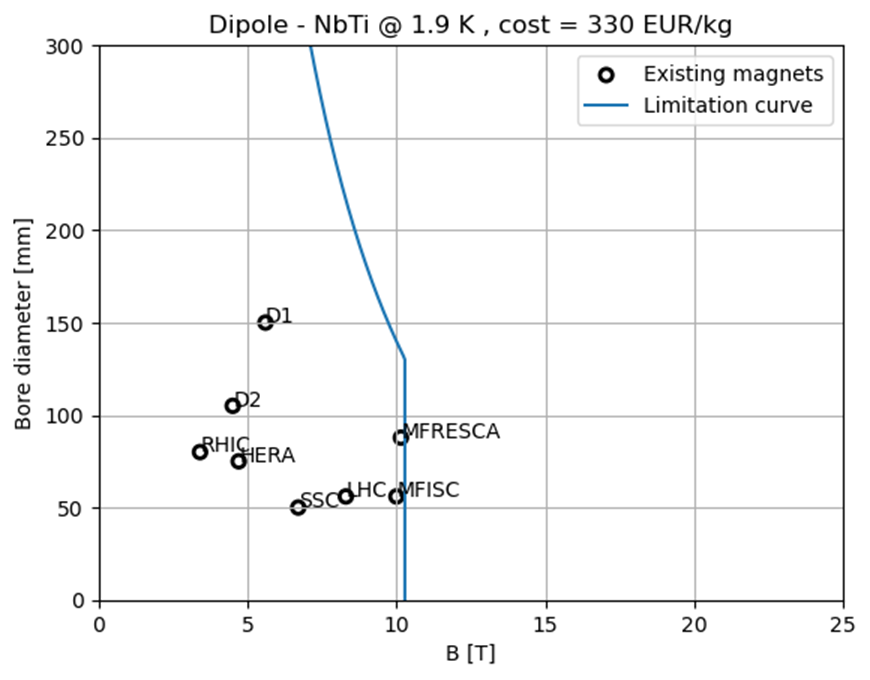 Dipole - NbTi @ 1.9 K , cost = 330 EUR/kg
300
250
200
150
100
50
0
Bore diameter [mm]
Existing magnets
Limitation curve
D1
D2
MFRESCA
RHIC
HERA
LHC
MFISC
SSC
0 5 10 15 20 25
B [T]